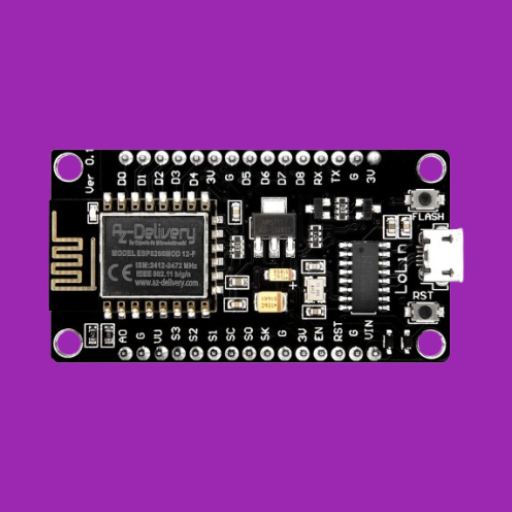 Ver 0.1
D0 D1 D2 D3 D4 3V G D5 D6 D7 D8 RX TX G 3V
FLASH
Az-Delivery
MODEL ESP8266MOD 12-F
ISM:2412-2472 MHz
IEEE 802.11 b/g/n
www.az-delivery.com
LoLin
RST
AO G VU S3 S2 S1 SC SO SK G 3V EN RST G VIN